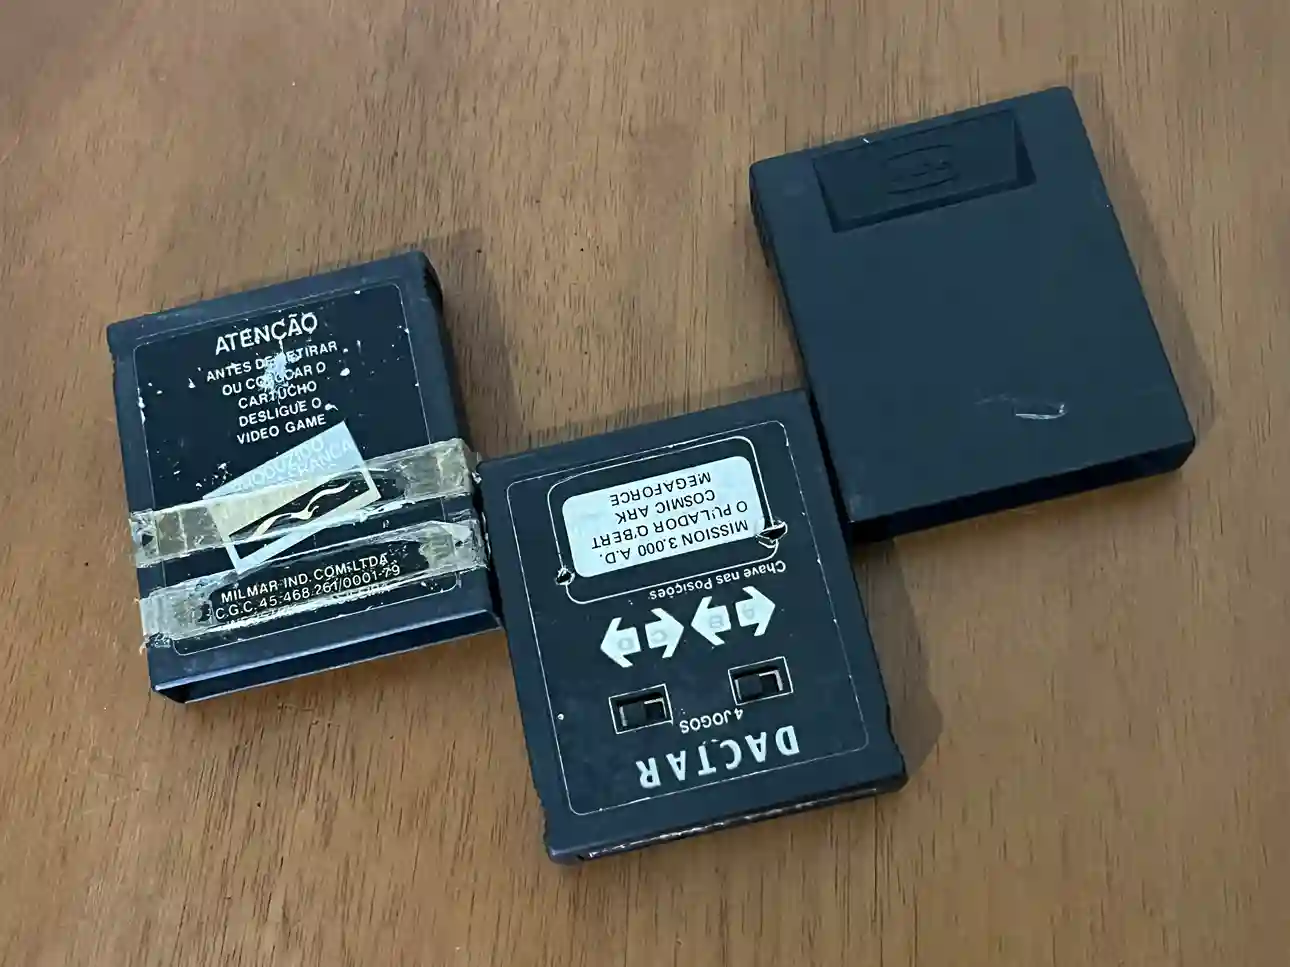 ATENÇÃO
ANTES DE RETIRAR
OU COLOCAR O
CARTUCHO
DESLIGUE O
VIDEO GAME
PRODUZIDO
MILMAR IND. COM. LTDA
C.G.C. 45.468.261/0001-79
MISSION 3.000 A.D.
O PULADOR Q'BERT
COSMIC ARK
MEGAFORCE
Chave nas Posições
A B C D
4 JOGOS
DACTAR